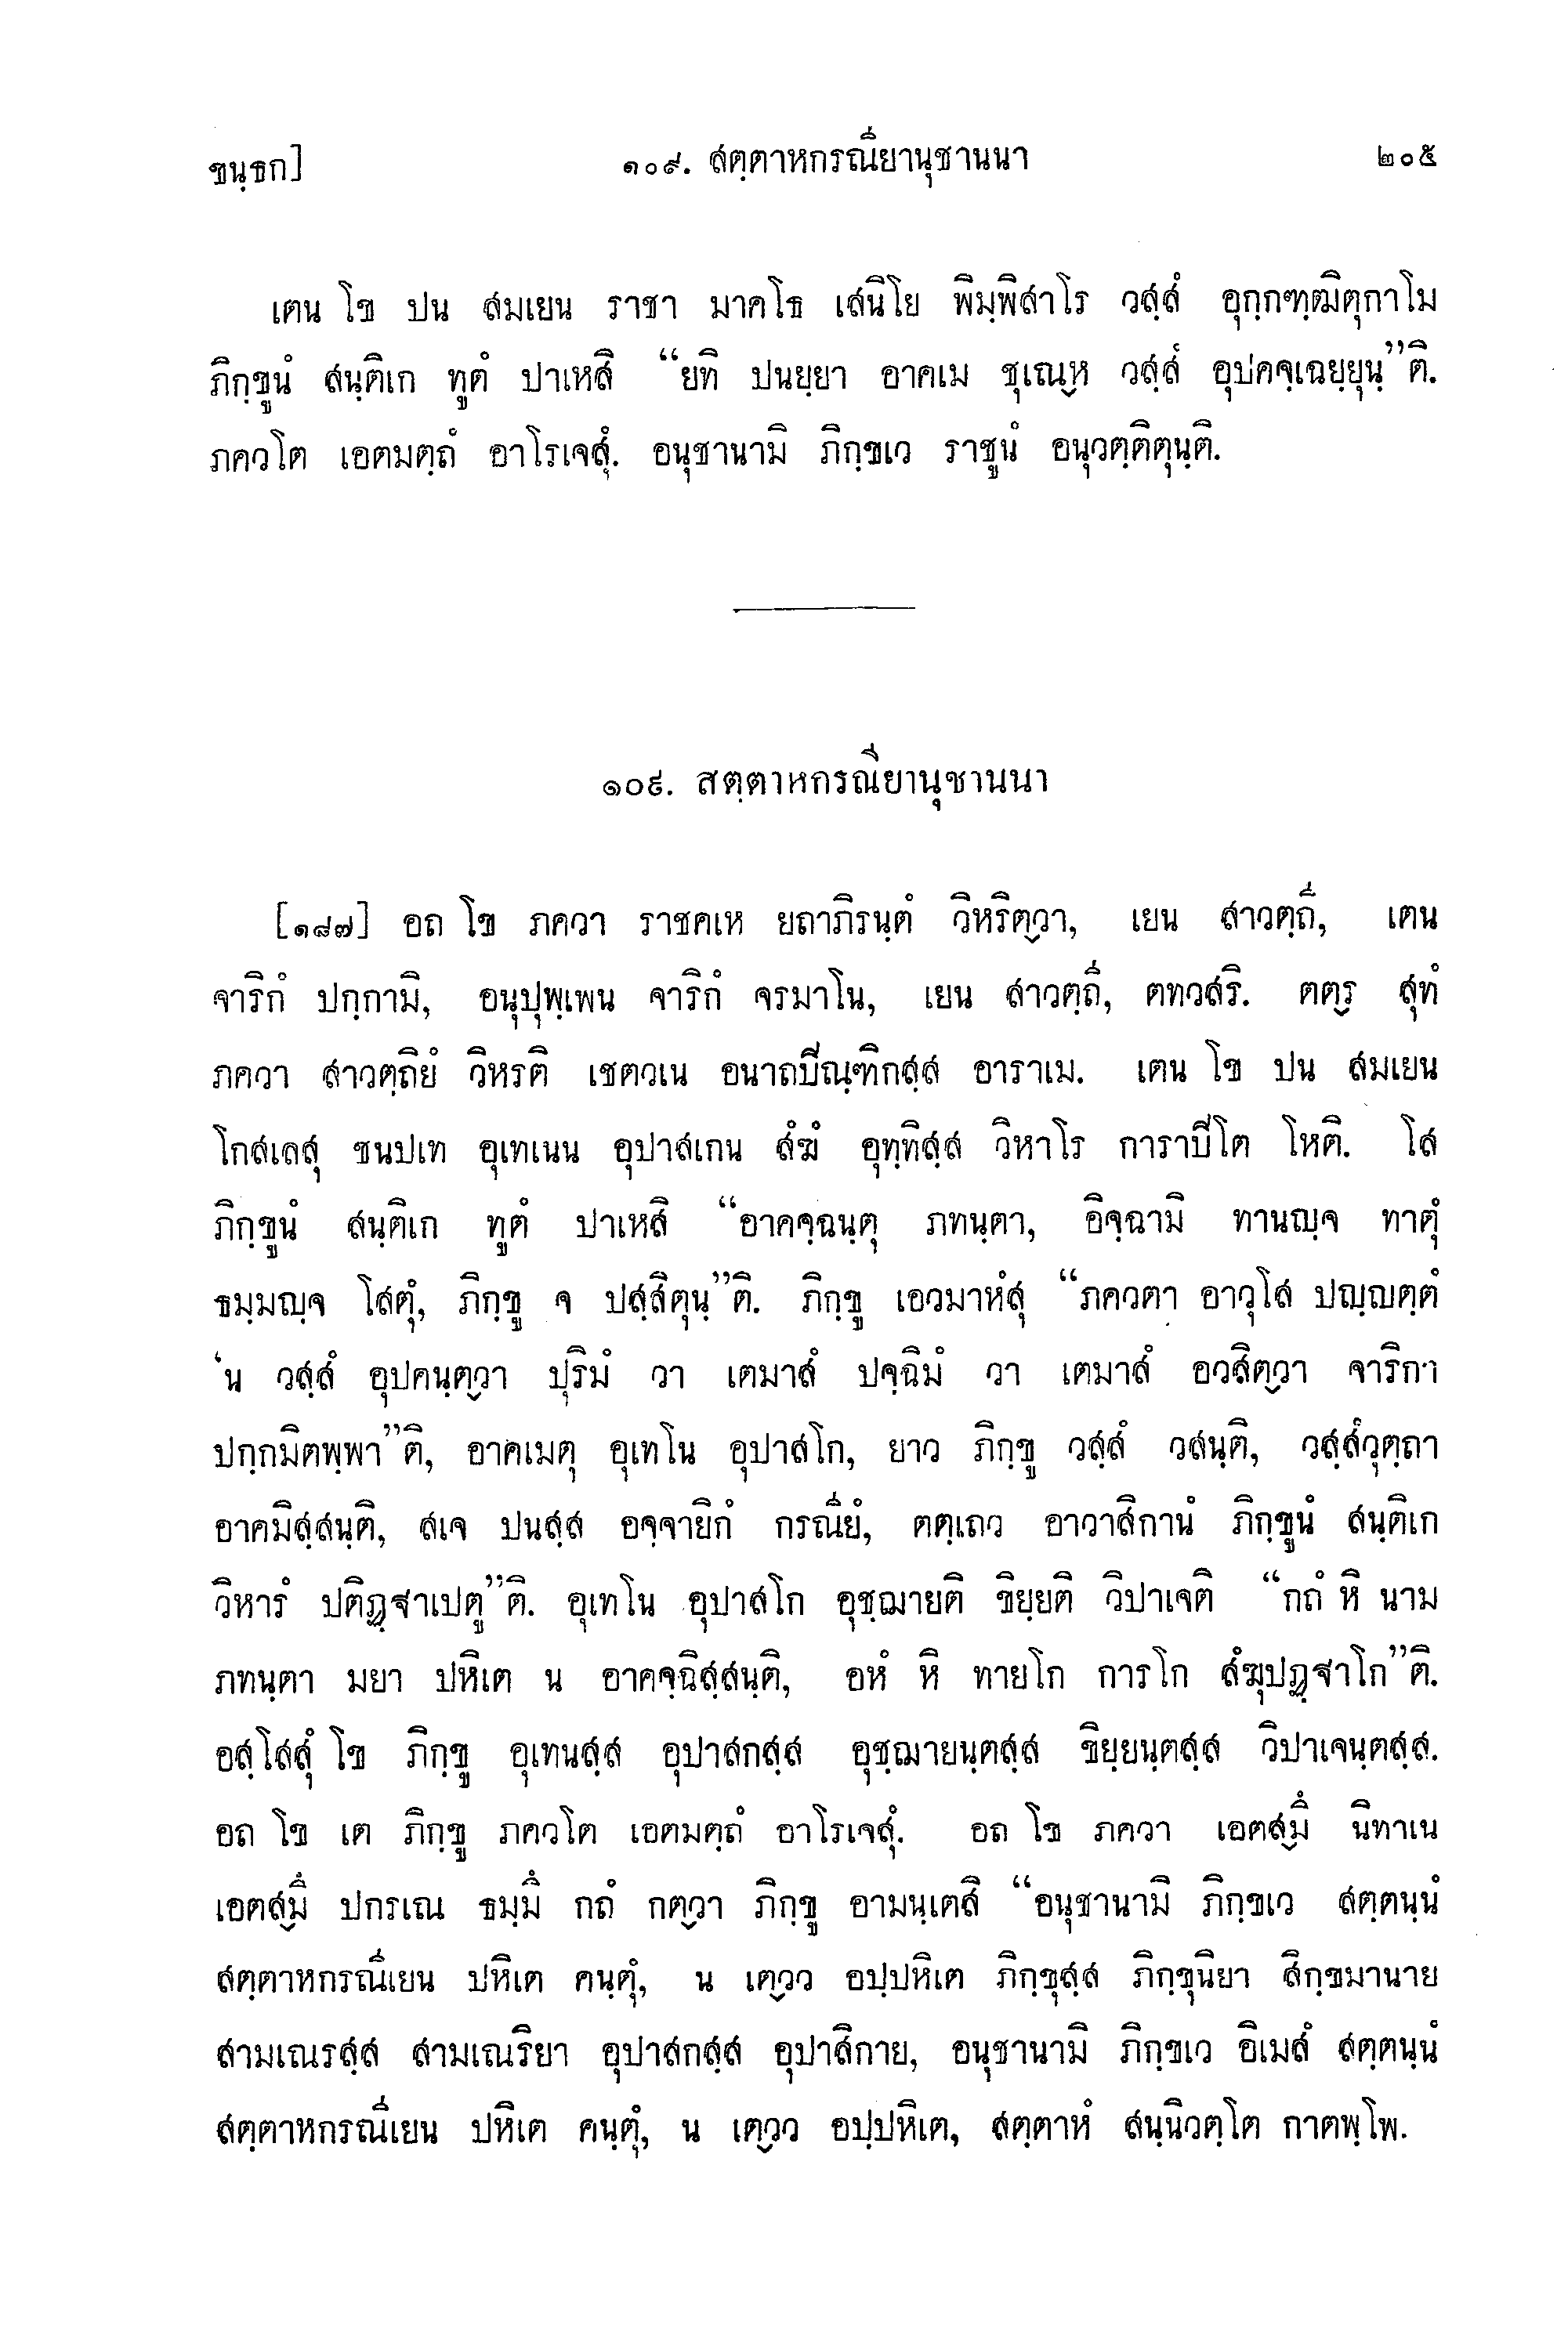 ขนฺธก] ๑๐๙. สตฺตาหกรณียานุชานนา ๒๐๕
เตน โข ปน สมเยน ราชา มาคโธ เสนิโย พิมฺพิสาโร วสฺสํ อุกฺกฑฺฒิตุกาโม
ภิกฺขูนํ สนฺติเก ทูตํ ปาเหสิ “ยทิ ปนยฺยา อาคเม ชุเณฺห วสฺสํ อุปคจฺเฉยฺยุนฺ”ติ.
ภควโต เอตมตฺถํ อาโรเจสุํ. อนุชานามิ ภิกฺขเว ราชูนํ อนุวตฺติตุนฺติ.
๑๐๙. สตฺตาหกรณียานุชานนา
[๑๘๗] อถ โข ภควา ราชคเห ยถาภิรนฺตํ วิหริตฺวา, เยน สาวตฺถี, เตน
จาริกํ ปกฺกามิ, อนุปุพฺเพน จาริกํ จรมาโน, เยน สาวตฺถี, ตทวสริ. ตตฺร สุทํ
ภควา สาวตฺถิยํ วิหรติ เชตวเน อนาถปิณฺฑิกสฺส อาราเม. เตน โข ปน สมเยน
โกสเลสุ ชนปเท อุเทเนน อุปาสเกน สํฆํ อุทฺทิสฺส วิหาโร การาปิโต โหติ. โส
ภิกฺขูนํ สนฺติเก ทูตํ ปาเหสิ “อาคจฺฉนฺตุ ภทนฺตา, อิจฺฉามิ ทานญฺจ ทาตุํ
ธมฺมญฺจ โสตุํ, ภิกฺขู จ ปสฺสิตุนฺ”ติ. ภิกฺขู เอวมาหํสุ “ภควตา อาวุโส ปญฺญตฺตํ
‘น วสฺสํ อุปคนฺตฺวา ปุริมํ วา เตมาสํ ปจฺฉิมํ วา เตมาสํ อวสิตฺวา จาริกา
ปกฺกมิตพฺพา”ติ, อาคเมตุ อุเทโน อุปาสโก, ยาว ภิกฺขู วสฺสํ วสนฺติ, วสฺสํวุตฺถา
อาคมิสฺสนฺติ, สเจ ปนสฺส อจฺจายิกํ กรณียํ, ตตฺเถว อาวาสิกานํ ภิกฺขูนํ สนฺติเก
วิหารํ ปติฏฺฐาเปตู”ติ. อุเทโน อุปาสโก อุชฺฌายติ ขิยฺยติ วิปาเจติ “กถํ หิ นาม
ภทนฺตา มยา ปหิเต น อาคจฺฉิสฺสนฺติ, อหํ หิ ทายโก การโก สํฆุปฏฺฐาโก”ติ.
อสฺโสสุํ โข ภิกฺขู อุเทนสฺส อุปาสกสฺส อุชฺฌายนฺตสฺส ขิยฺยนฺตสฺส วิปาเจนฺตสฺส.
อถ โข เต ภิกฺขู ภควโต เอตมตฺถํ อาโรเจสุํ. อถ โข ภควา เอตสฺมึ นิทาเน
เอตสฺมึ ปกรเณ ธมฺมึ กถํ กตฺวา ภิกฺขู อามนฺเตสิ “อนุชานามิ ภิกฺขเว สตฺตนฺนํ
สตฺตาหกรณีเยน ปหิเต คนฺตุํ, น เตฺวว อปฺปหิเต ภิกฺขุสฺส ภิกฺขุนิยา สิกฺขมานาย
สามเณรสฺส สามเณริยา อุปาสกสฺส อุปาสิกาย, อนุชานามิ ภิกฺขเว อิเมสํ สตฺตนฺนํ
สตฺตาหกรณีเยน ปหิเต คนฺตุํ, น เตฺวว อปฺปหิเต, สตฺตาหํ สนฺนิวตฺโต กาตพฺโพ.